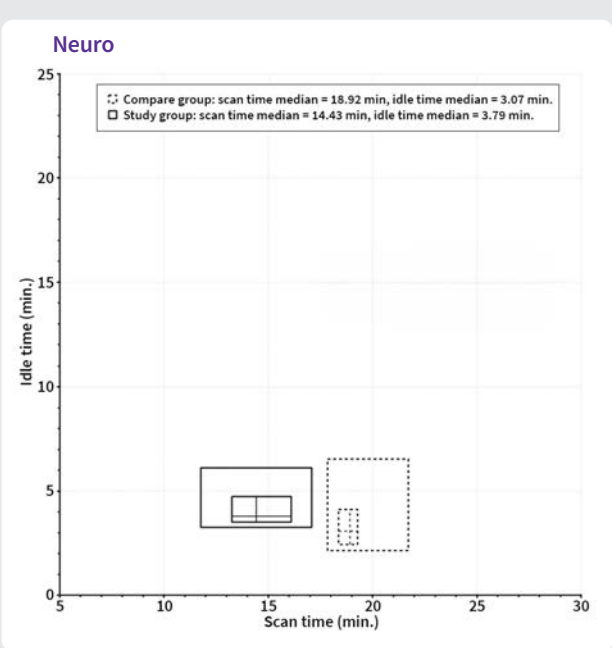 Neuro
25
Compare group: scan time median = 18.92 min, idle time median = 3.07 min.
Study group: scan time median = 14.43 min, idle time median = 3.79 min.
20
15
Idle time (min.)
10
5
0
5 10 15 20 25 30
Scan time (min.)